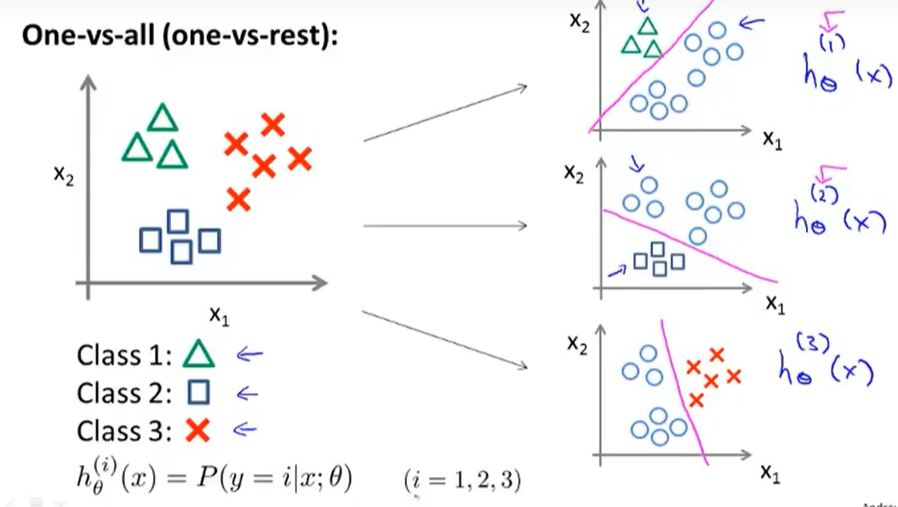 One-vs-all (one-vs-rest):
x₂
x₁
Class 1:
Class 2:
Class 3:
h_θ^(i)(x) = P(y = i|x; θ)    (i = 1, 2, 3)
x₂
x₁
h_θ^(1)(x)
x₂
x₁
h_θ^(2)(x)
x₂
x₁
h_θ^(3)(x)